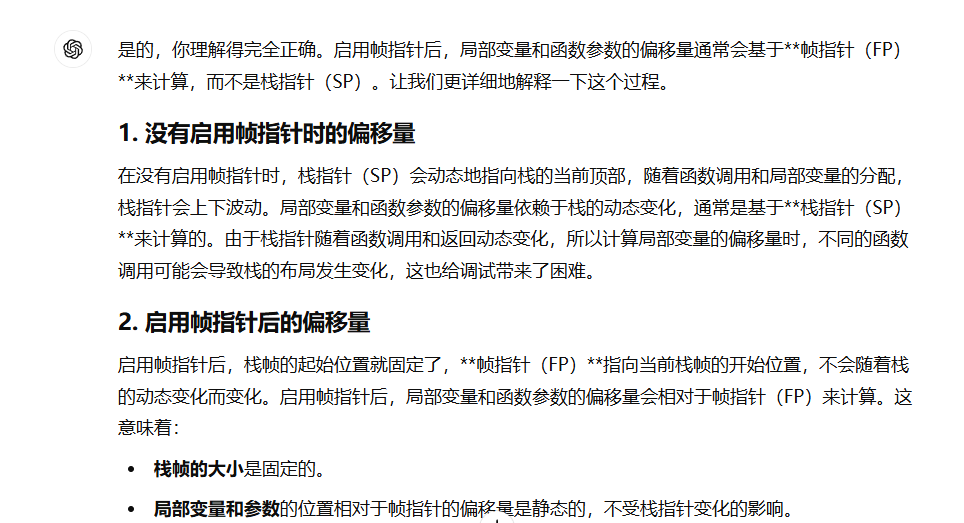 是的，你理解得完全正确。启用帧指针后，局部变量和函数参数的偏移量通常会基于**帧指针（FP）
**来计算，而不是栈指针（SP）。让我们更详细地解释一下这个过程。
1. 没有启用帧指针时的偏移量
在没有启用帧指针时，栈指针（SP）会动态地指向栈的当前顶部，随着函数调用和局部变量的分配，
栈指针会上下波动。局部变量和函数参数的偏移量依赖于栈的动态变化，通常是基于**栈指针（SP）
**来计算的。由于栈指针随着函数调用和返回动态变化，所以计算局部变量的偏移量时，不同的函数
调用可能会导致栈的布局发生变化，这也给调试带来了困难。
2. 启用帧指针后的偏移量
启用帧指针后，栈帧的起始位置就固定了，**帧指针（FP）**指向当前栈帧的开始位置，不会随着栈
的动态变化而变化。启用帧指针后，局部变量和函数参数的偏移量会相对于帧指针（FP）来计算。这
意味着：
• 栈帧的大小是固定的。
• 局部变量和参数的位置相对于帧指针的偏移量是静态的，不受栈指针变化的影响。